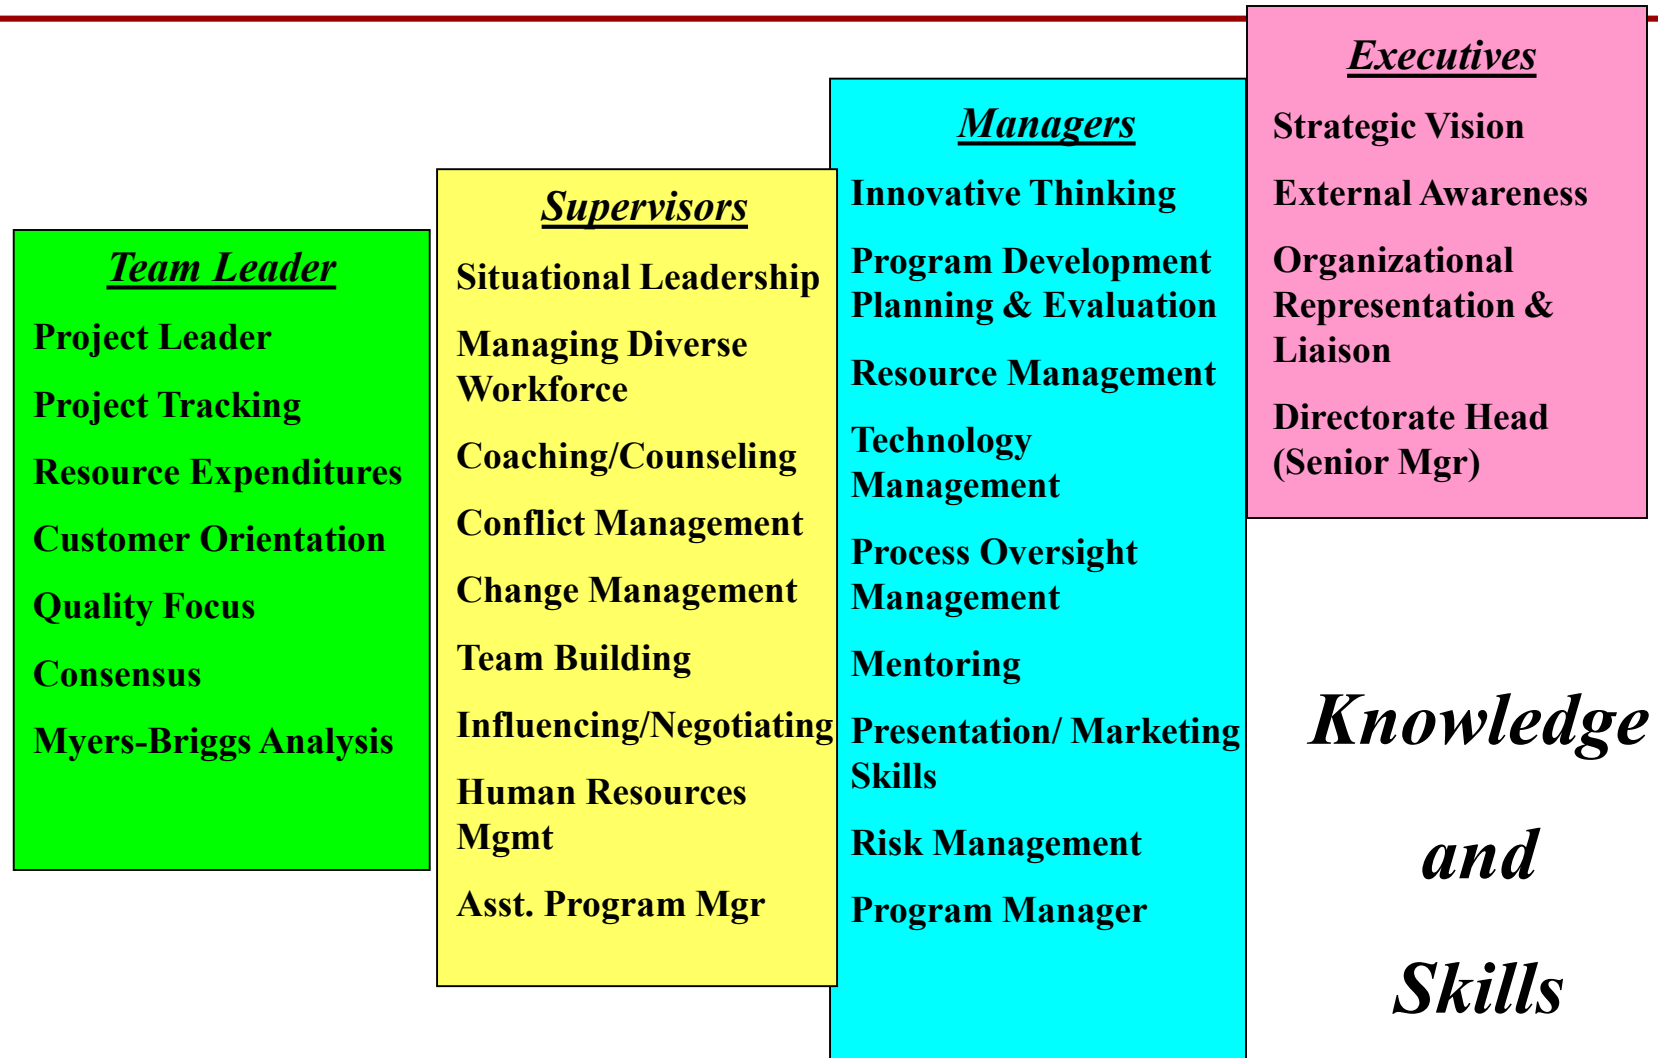 Team Leader
Project Leader
Project Tracking
Resource Expenditures
Customer Orientation
Quality Focus
Consensus
Myers-Briggs Analysis
Supervisors
Situational Leadership
Managing Diverse
Workforce
Coaching/Counseling
Conflict Management
Change Management
Team Building
Influencing/Negotiating
Human Resources
Mgmt
Asst. Program Mgr
Managers
Innovative Thinking
Program Development
Planning & Evaluation
Resource Management
Technology
Management
Process Oversight
Management
Mentoring
Presentation/ Marketing
Skills
Risk Management
Program Manager
Executives
Strategic Vision
External Awareness
Organizational
Representation &
Liaison
Directorate Head
(Senior Mgr)
Knowledge
and
Skills